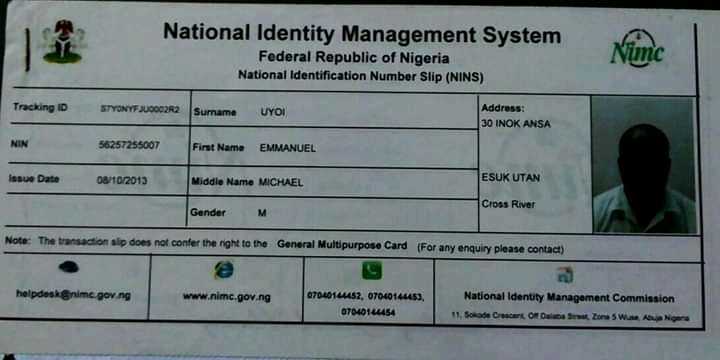 National Identity Management System
Federal Republic of Nigeria
National Identification Number Slip (NINS)
Nimc
Tracking ID S7Y0NYFJU0002R2 Surname UYOI Address:
30 INOK ANSA
NIN 56257255007 First Name EMMANUEL
Issue Date 08/10/2013 Middle Name MICHAEL ESUK UTAN
Gender M Cross River
Note: The transaction slip does not confer the right to the General Multipurpose Card (For any enquiry please contact)
helpdesk@nimc.gov.ng www.nimc.gov.ng 07040144452, 07040144453, National Identity Management Commission
07040144454 11, Sokode Crescent, Off Dalaba Street, Zone 5 Wuse, Abuja Nigeria